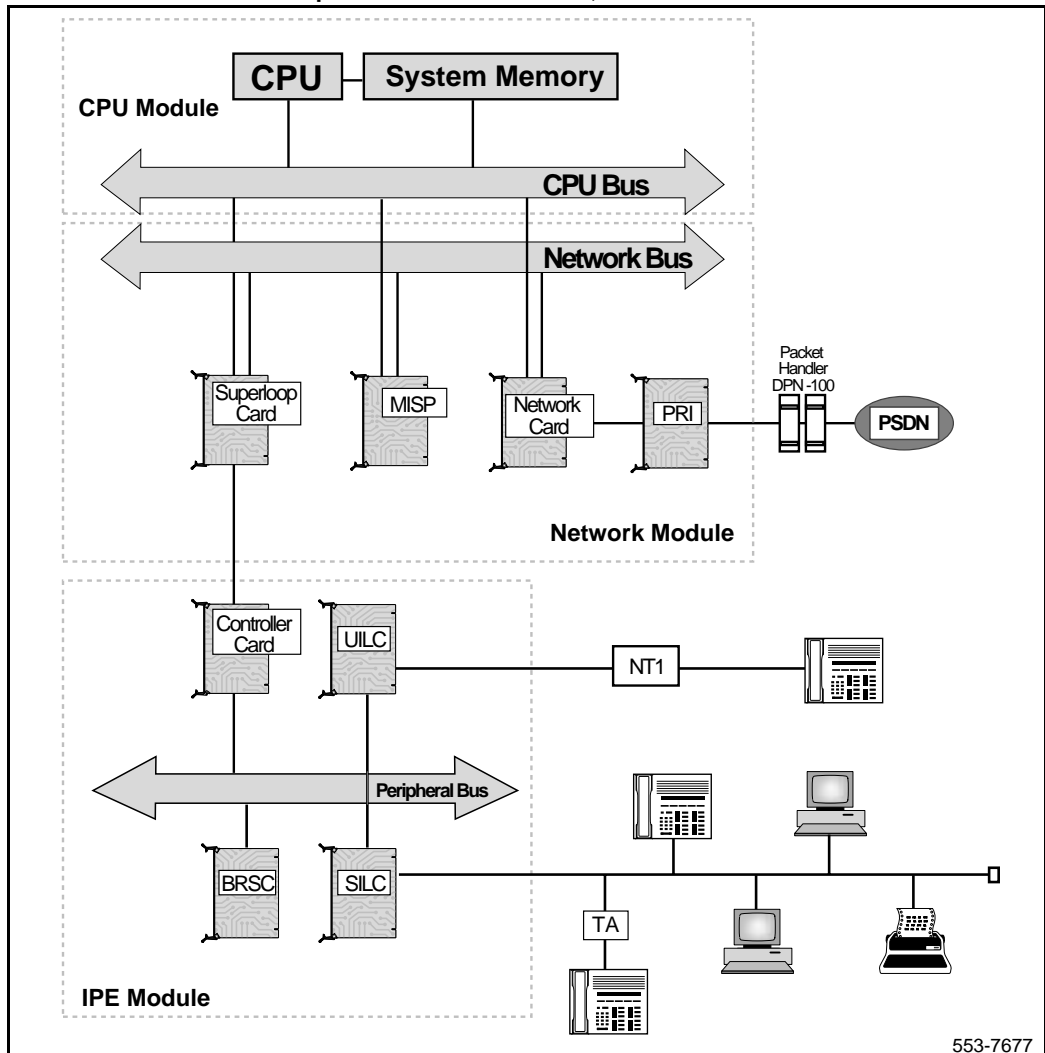 CPU
System Memory
CPU Module
CPU Bus
Network Bus
Superloop
Card
MISP
Network
Card
PRI
Packet
Handler
DPN -100
PSDN
Network Module
Controller
Card
UILC
NT1
Peripheral Bus
BRSC
SILC
TA
IPE Module
553-7677